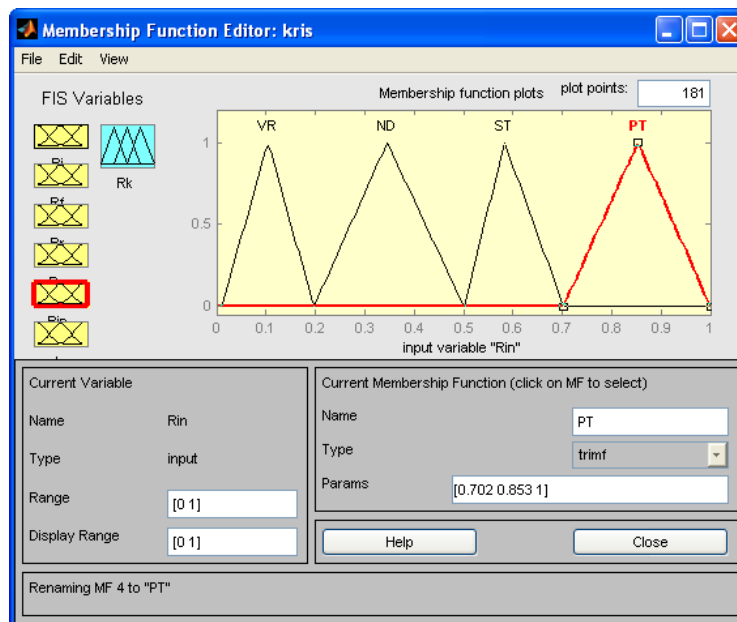 Membership Function Editor: kris
File Edit View
FIS Variables
Membership function plots plot points: 181
Rf
Rk
VR ND ST PT
1
0.5
0
0 0.1 0.2 0.3 0.4 0.5 0.6 0.7 0.8 0.9 1
input variable "Rin"
Current Variable
Name Rin
Type input
Range [0 1]
Display Range [0 1]
Current Membership Function (click on MF to select)
Name PT
Type trimf
Params [0.702 0.853 1]
Help Close
Renaming MF 4 to "PT"